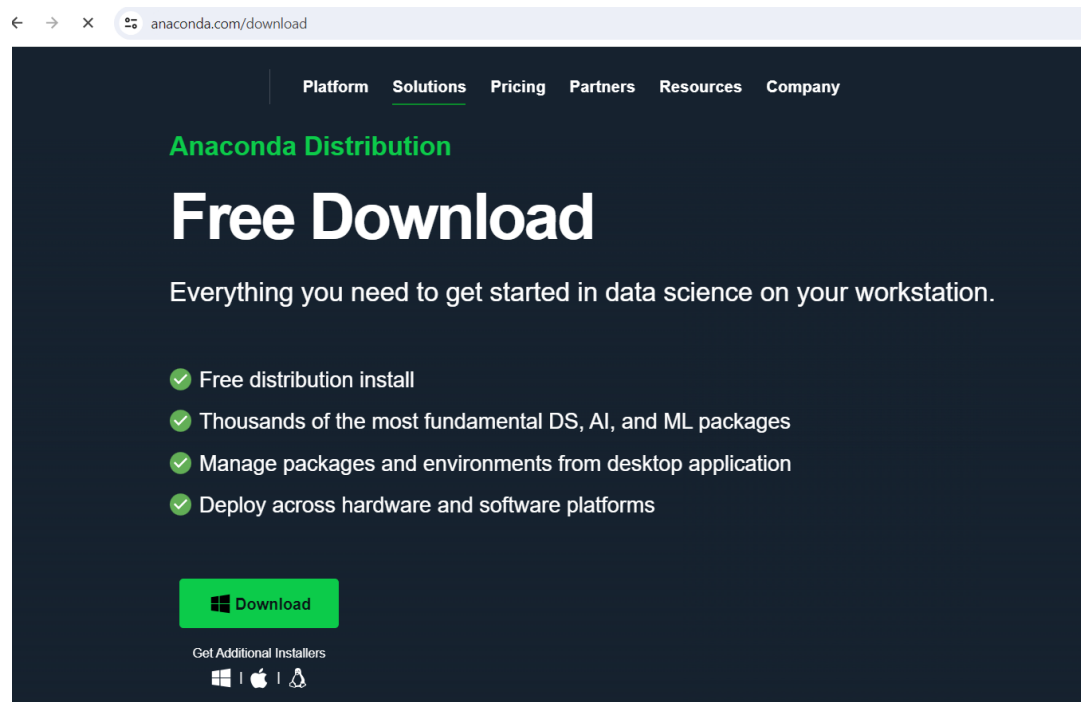 anaconda.com/download
Platform Solutions Pricing Partners Resources Company
Anaconda Distribution
Free Download
Everything you need to get started in data science on your workstation.
Free distribution install
Thousands of the most fundamental DS, AI, and ML packages
Manage packages and environments from desktop application
Deploy across hardware and software platforms
Download
Get Additional Installers
| |